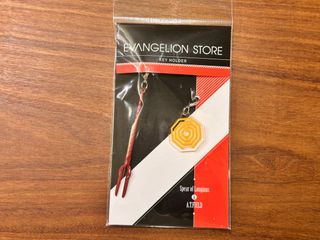 EVANGELION STORE
KEY HOLDER
Spear of Longinus
&
A.T.FIELD